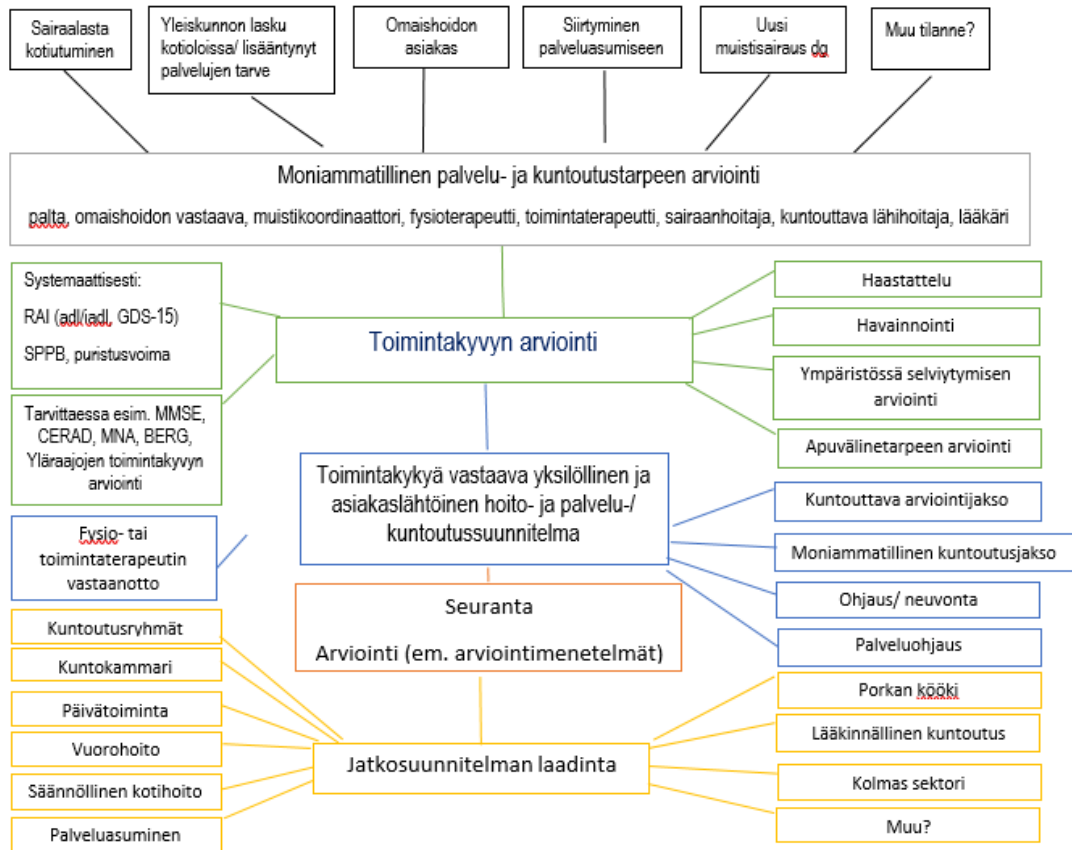 Sairaalasta
kotiutuminen
Yleiskunnon lasku
kotioloissa/ lisääntynyt
palvelujen tarve
Omaishoidon
asiakas
Siirtyminen
palveluasumiseen
Uusi
muistisairaus dg
Muu tilanne?
Moniammatillinen palvelu- ja kuntoutustarpeen arviointi
palta, omaishoidon vastaava, muistikoordinaattori, fysioterapeutti, toimintaterapeutti, sairaanhoitaja, kuntouttava lähihoitaja, lääkäri
Systemaattisesti:
RAI (adl/iadl, GDS-15)
SPPB, puristusvoima
Tarvittaessa esim. MMSE,
CERAD, MNA, BERG,
Yläraajojen toimintakyvyn
arviointi
Toimintakyvyn arviointi
Haastattelu
Havainnointi
Ympäristössä selviytymisen
arviointi
Apuvälinetarpeen arviointi
Fysio- tai
toimintaterapeutin
vastaanotto
Toimintakykyä vastaava yksilöllinen ja
asiakaslähtöinen hoito- ja palvelu-/
kuntoutussuunnitelma
Kuntouttava arviointijakso
Moniammatillinen kuntoutusjakso
Ohjaus/ neuvonta
Palveluohjaus
Seuranta
Arviointi (em. arviointimenetelmät)
Kuntoutusryhmät
Kuntokammari
Päivätoiminta
Vuorohoito
Säännöllinen kotihoito
Palveluasuminen
Jatkosuunnitelman laadinta
Porkan kööki
Lääkinnällinen kuntoutus
Kolmas sektori
Muu?